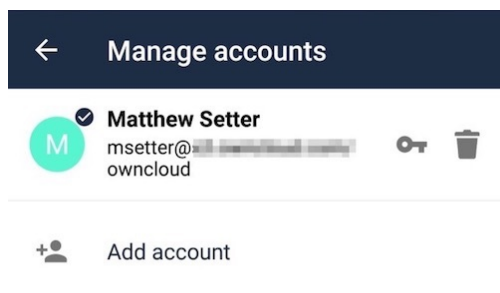 Manage accounts
M
Matthew Setter
msetter@
owncloud
Add account